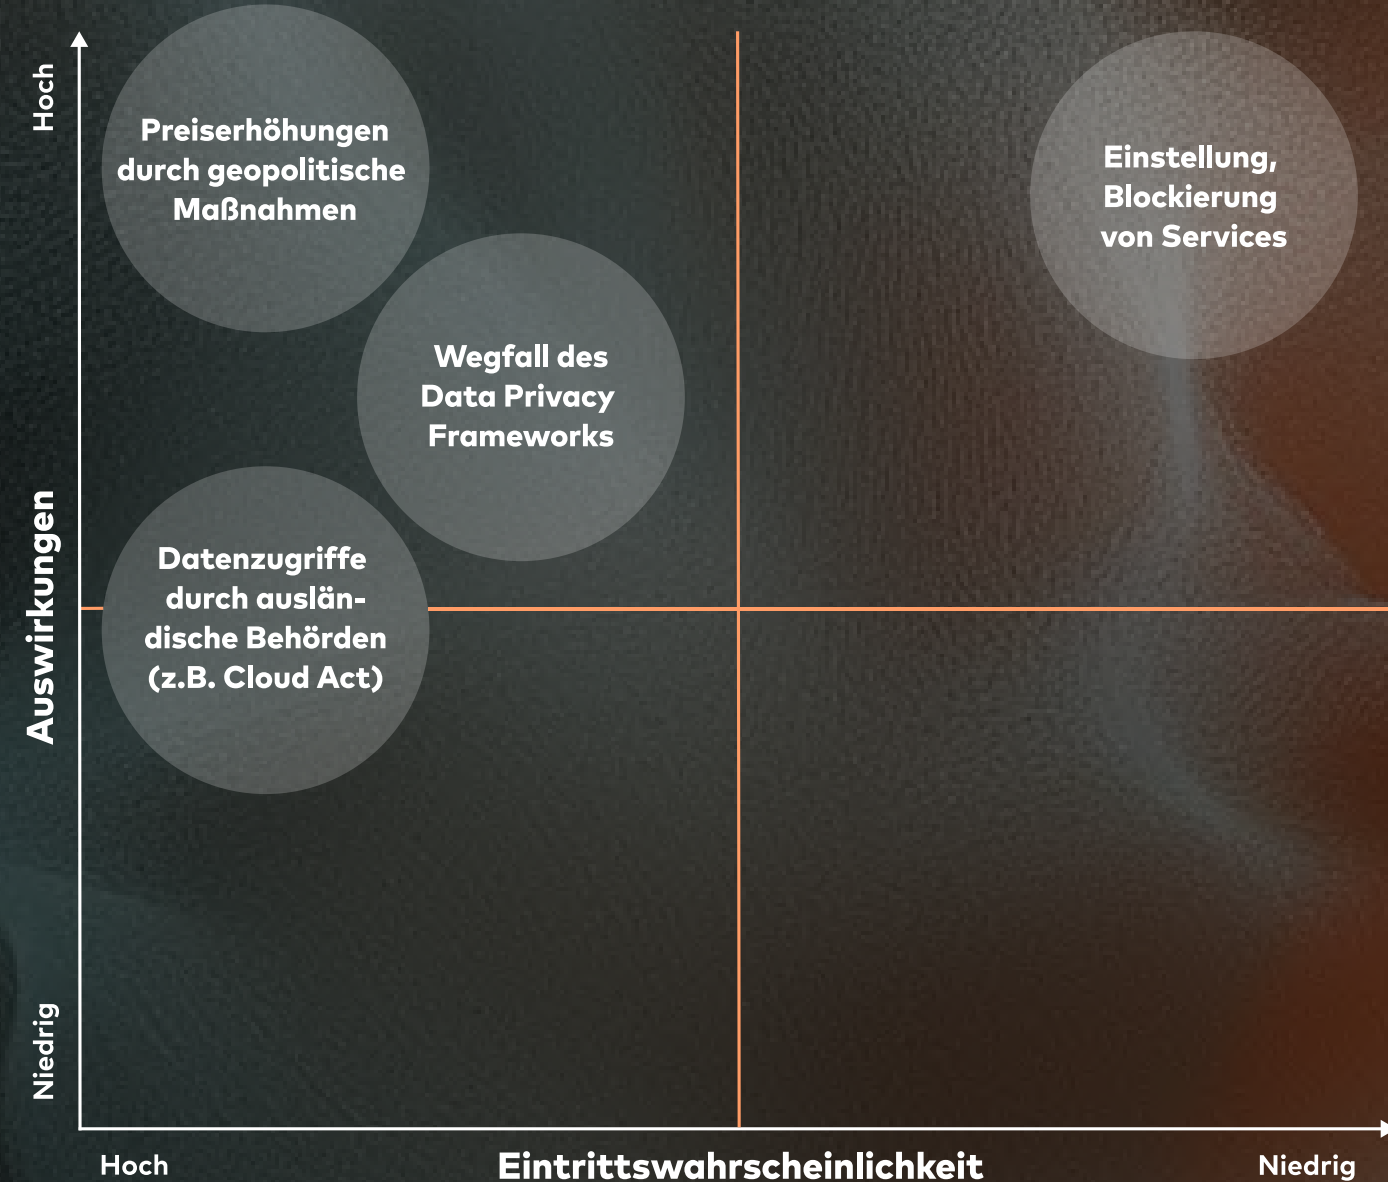 Hoch
Preiserhöhungen
durch geopolitische
Maßnahmen
Einstellung,
Blockierung
von Services
Wegfall des
Data Privacy
Frameworks
Auswirkungen
Datenzugriffe
durch auslän-
dische Behörden
(z.B. Cloud Act)
Niedrig
Hoch
Eintrittswahrscheinlichkeit
Niedrig